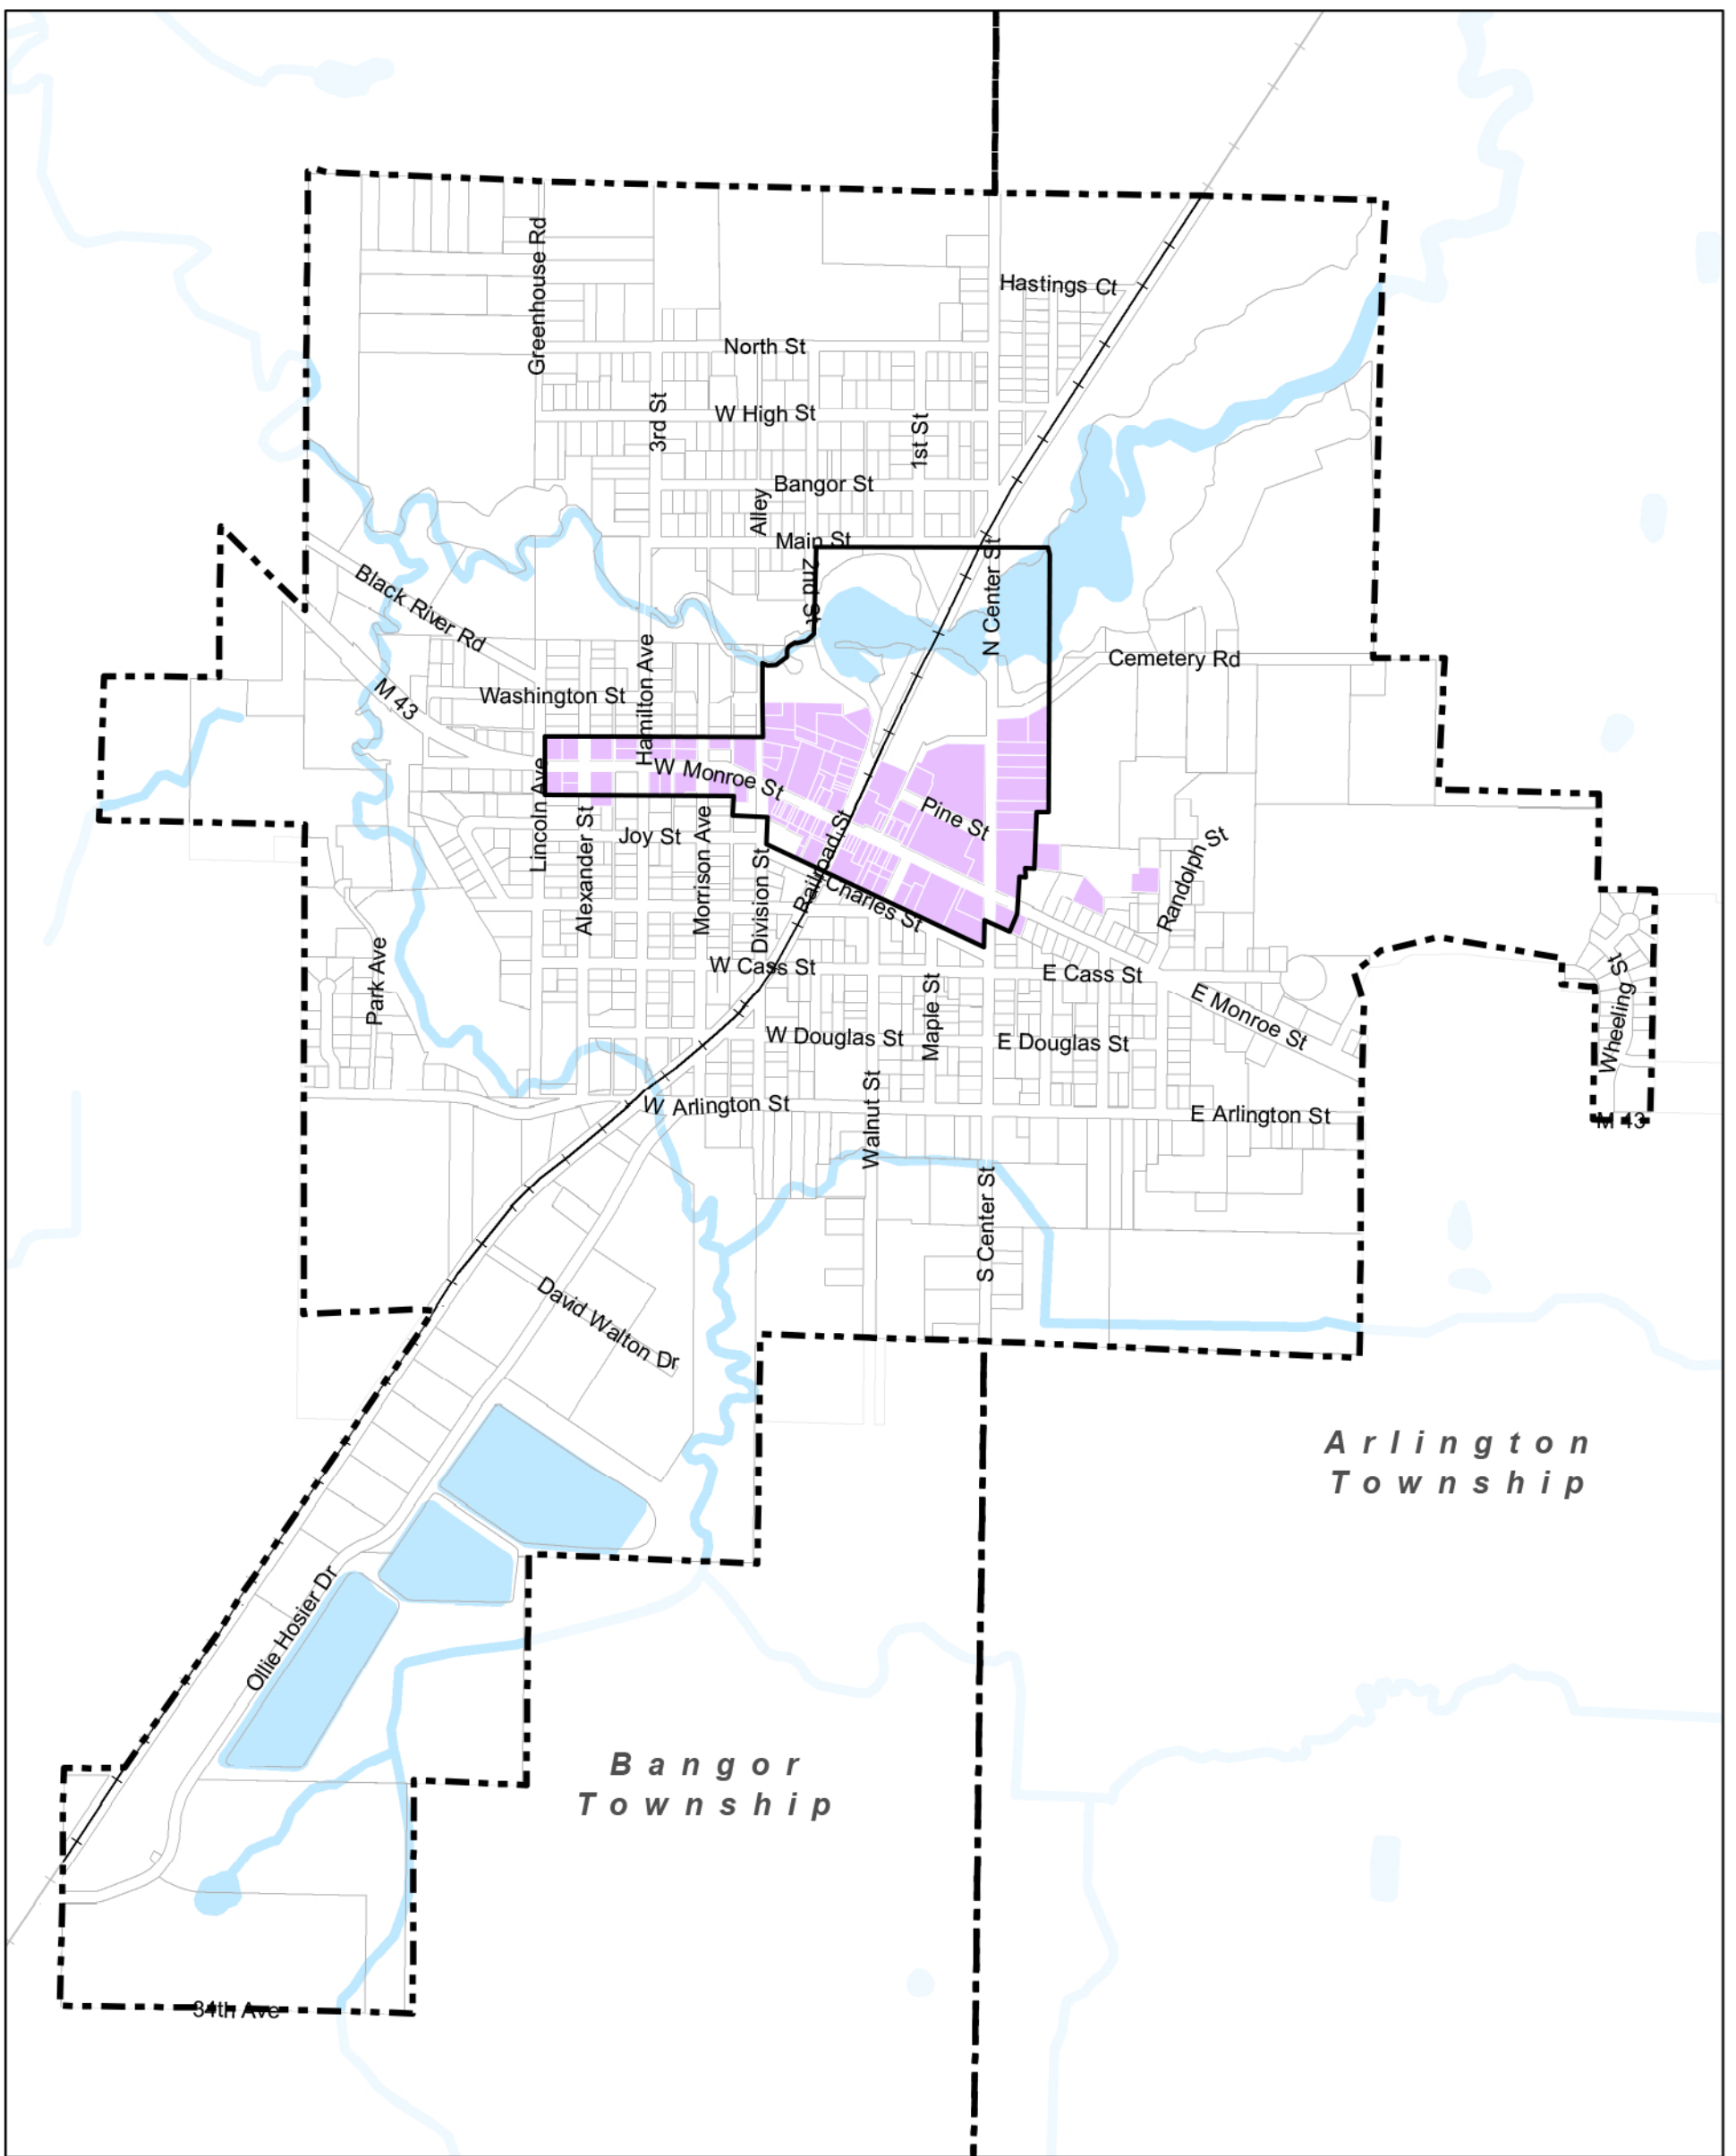 Hastings Ct
Greenhouse Rd
North St
3rd St
W High St
1st St
Bangor St
Alley
Main St
2nd St
N Center St
Black River Rd
Cemetery Rd
Hamilton Ave
Washington St
M 43
W Monroe St
Lincoln Ave
Pine St
Alexander St
Joy St
Morrison Ave
Division St
Railroad St
Randolph St
Charles St
W Cass St
E Cass St
Park Ave
Maple St
E Monroe St
Wheeling St
W Douglas St
E Douglas St
W Arlington St
Walnut St
E Arlington St
M 43
S Center St
David Walton Dr
Arlington
Township
Ollie Hosier Dr
Bangor
Township
34th Ave